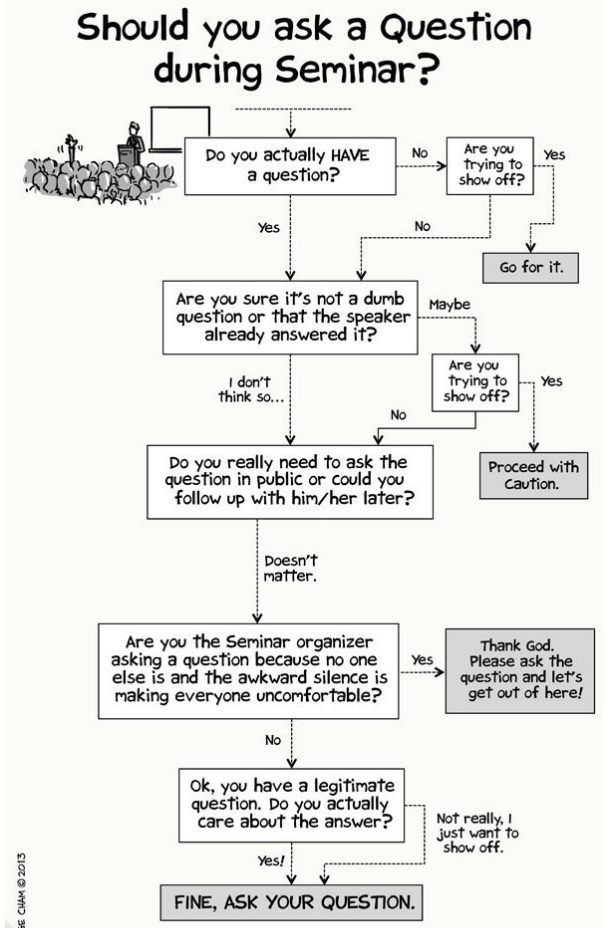 Should you ask a Question
during Seminar?
Do you actually HAVE
a question?
No
Are you
trying to
show off?
Yes
Go for it.
Yes
No
Are you sure it's not a dumb
question or that the speaker
already answered it?
Maybe
Are you
trying to
show off?
Yes
Proceed with
Caution.
I don't
think so...
No
Do you really need to ask the
question in public or could you
follow up with him/her later?
Doesn't
matter.
Are you the Seminar organizer
asking a question because no one
else is and the awkward silence is
making everyone uncomfortable?
Yes
Thank God.
Please ask the
question and let's
get out of here!
No
Ok, you have a legitimate
question. Do you actually
care about the answer?
Not really, I
just want to
show off.
Yes!
FINE, ASK YOUR QUESTION.
CHAM © 2013